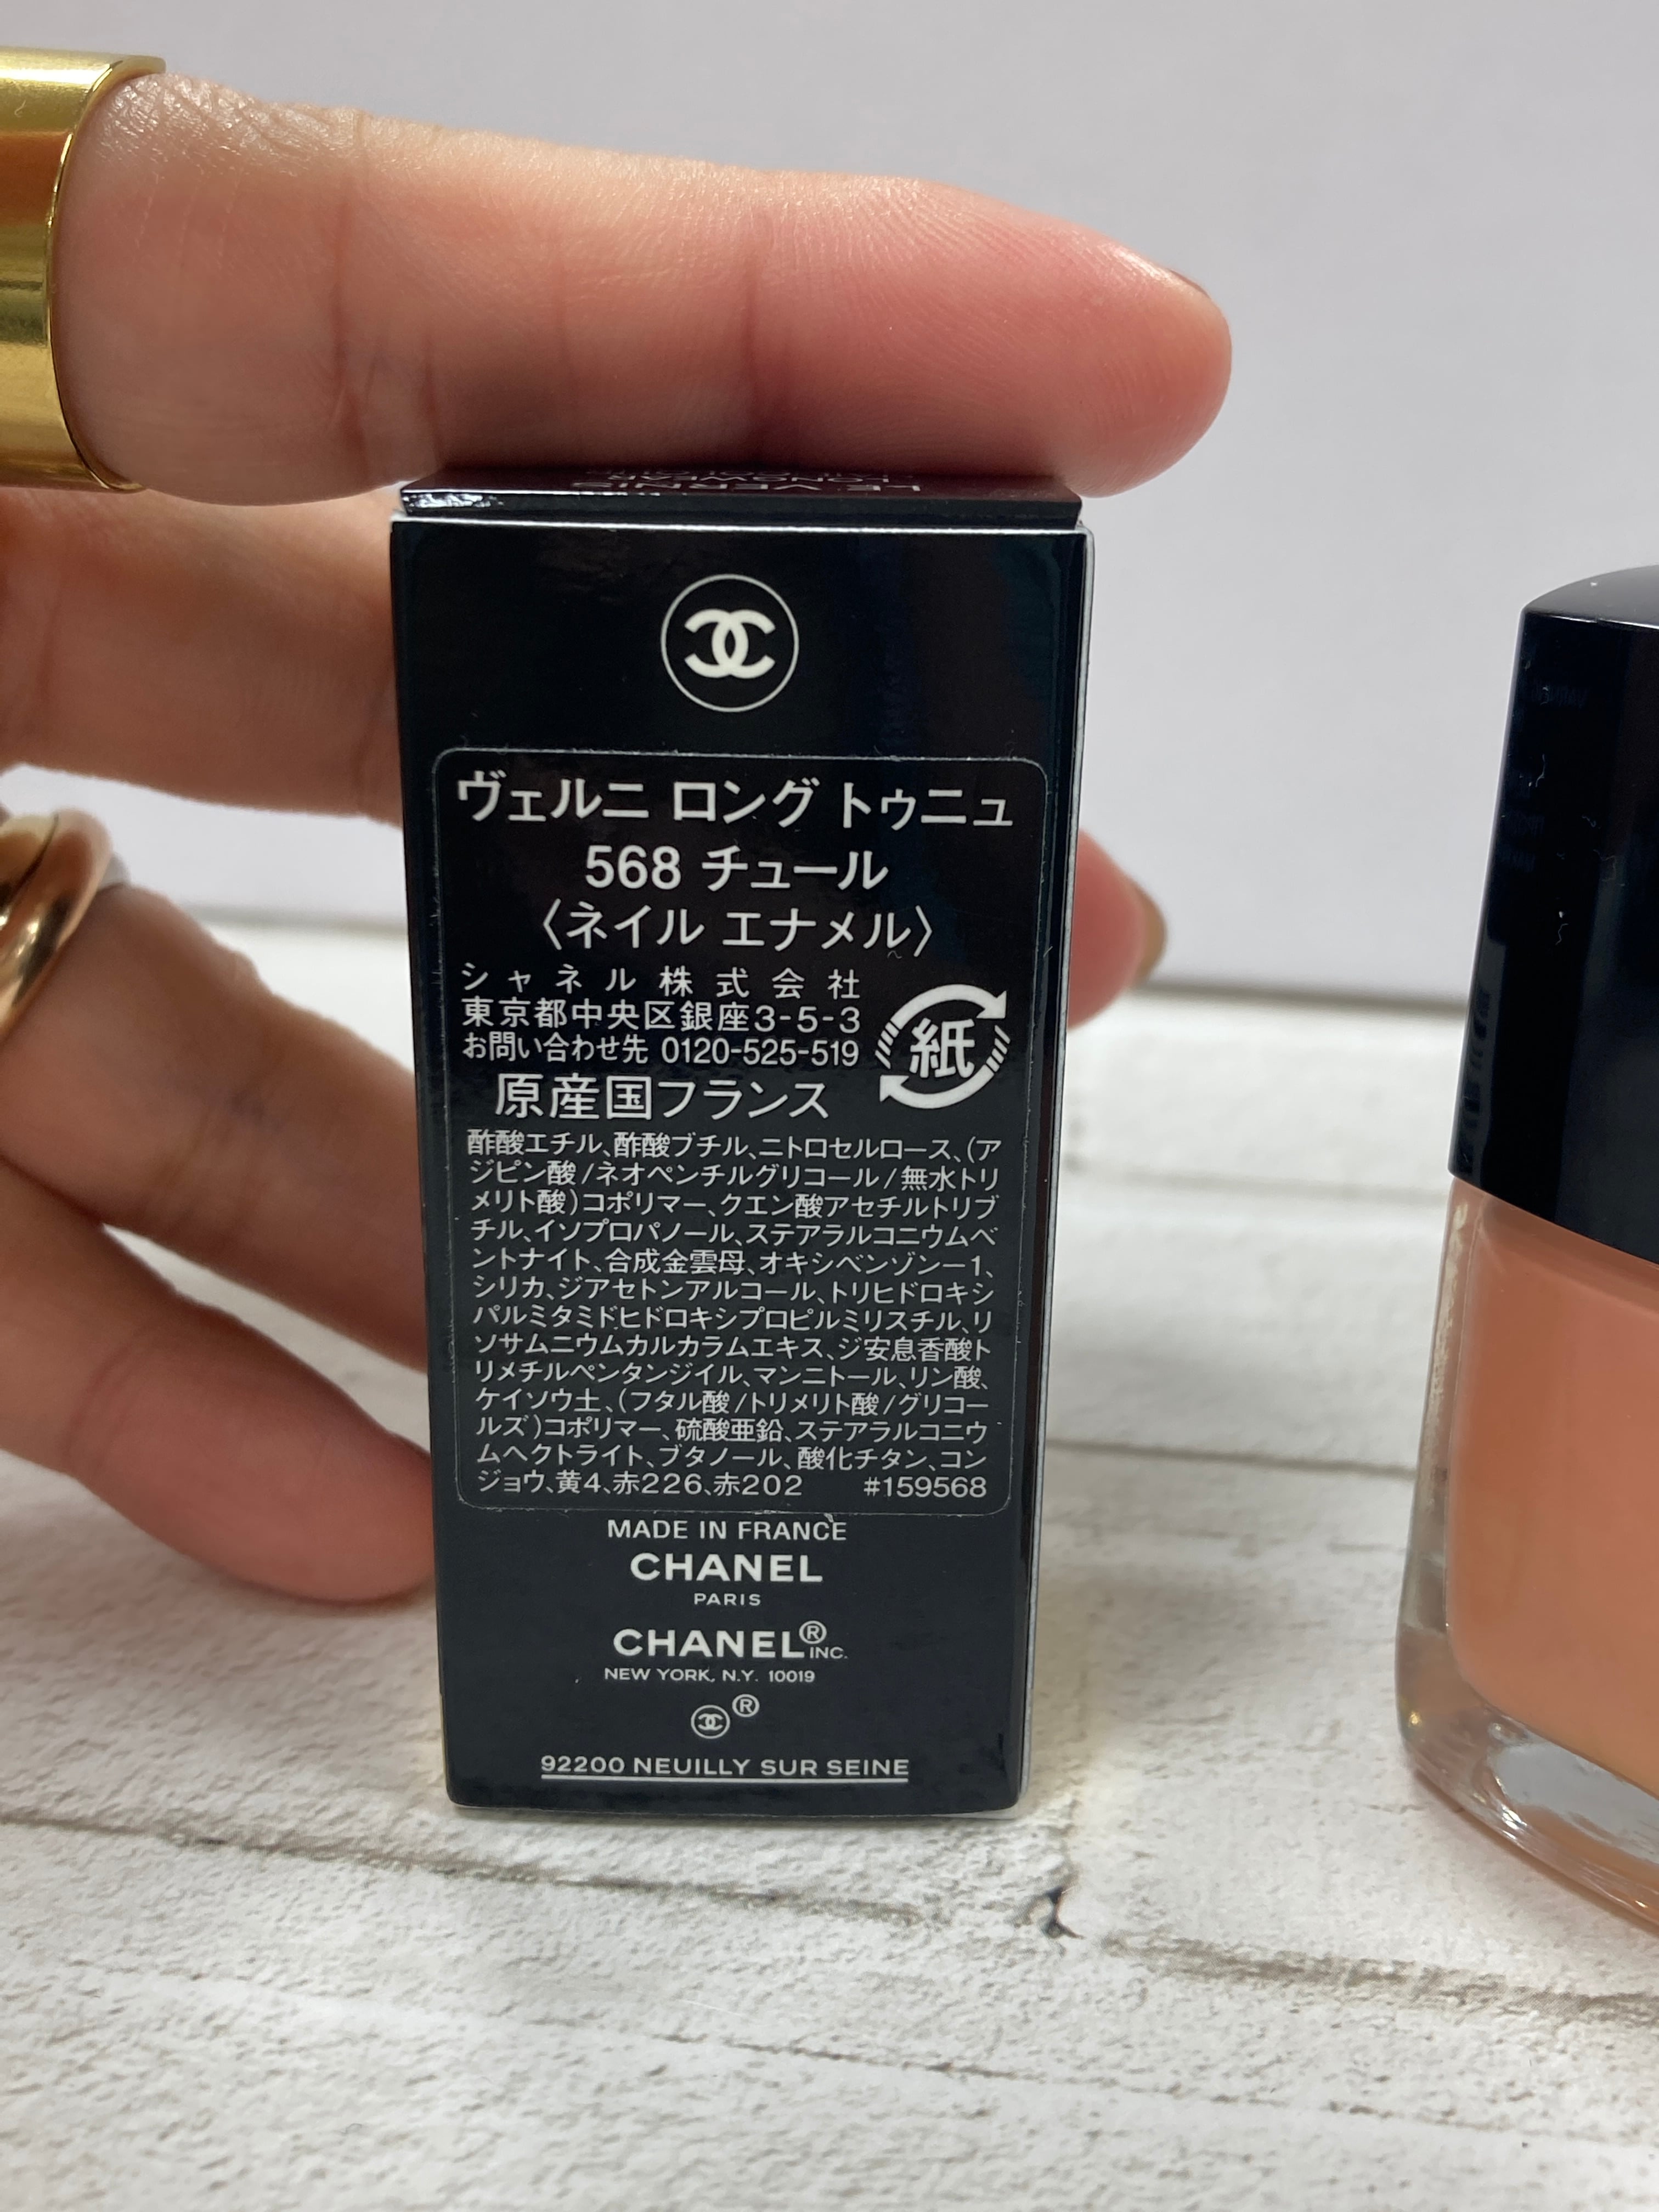 LE VERNIS
LONGWEAR
ヴェルニ ロング トゥニュ
568 チュール
〈ネイル エナメル〉
シャネル株式会社
東京都中央区銀座3-5-3
お問い合わせ先 0120-525-519
紙
原産国フランス
酢酸エチル、酢酸ブチル、ニトロセルロース、(ア
ジピン酸/ネオペンチルグリコール/無水トリ
メリト酸)コポリマー、クエン酸アセチルトリブ
チル、イソプロパノール、ステアラルコニウムベ
ントナイト、合成金雲母、オキシベンゾン-1、
シリカ、ジアセトンアルコール、トリヒドロキシ
パルミタミドヒドロキシプロピルミリスチル、リ
ソサムニウムカルカラムエキス、ジ安息香酸ト
リメチルペンタンジイル、マンニトール、リン酸、
ケイソウ土、(フタル酸/トリメリト酸/グリコー
ルズ)コポリマー、硫酸亜鉛、ステアラルコニウ
ムヘクトライト、ブタノール、酸化チタン、コン
ジョウ、黄4、赤226、赤202 #159568
MADE IN FRANCE
CHANEL
PARIS
CHANEL® INC.
NEW YORK, N.Y. 10019
®
92200 NEUILLY SUR SEINE